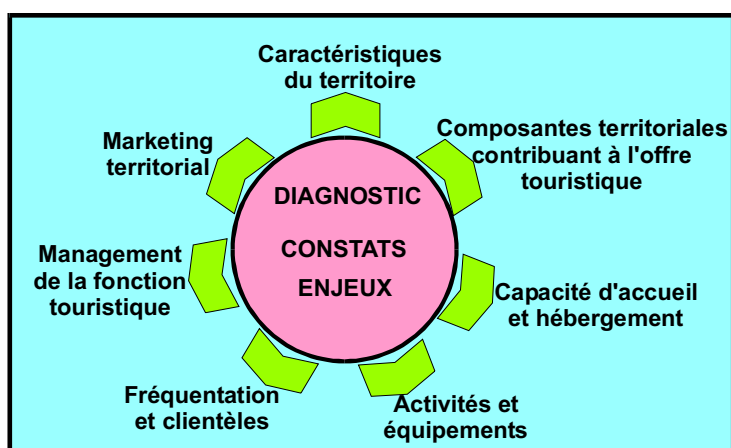 Caractéristiques
du territoire
Composantes territoriales
contribuant à l'offre
touristique
Capacité d'accueil
et hébergement
Activités et
équipements
Fréquentation
et clientèles
Management
de la fonction
touristique
Marketing
territorial
DIAGNOSTIC
CONSTATS
ENJEUX